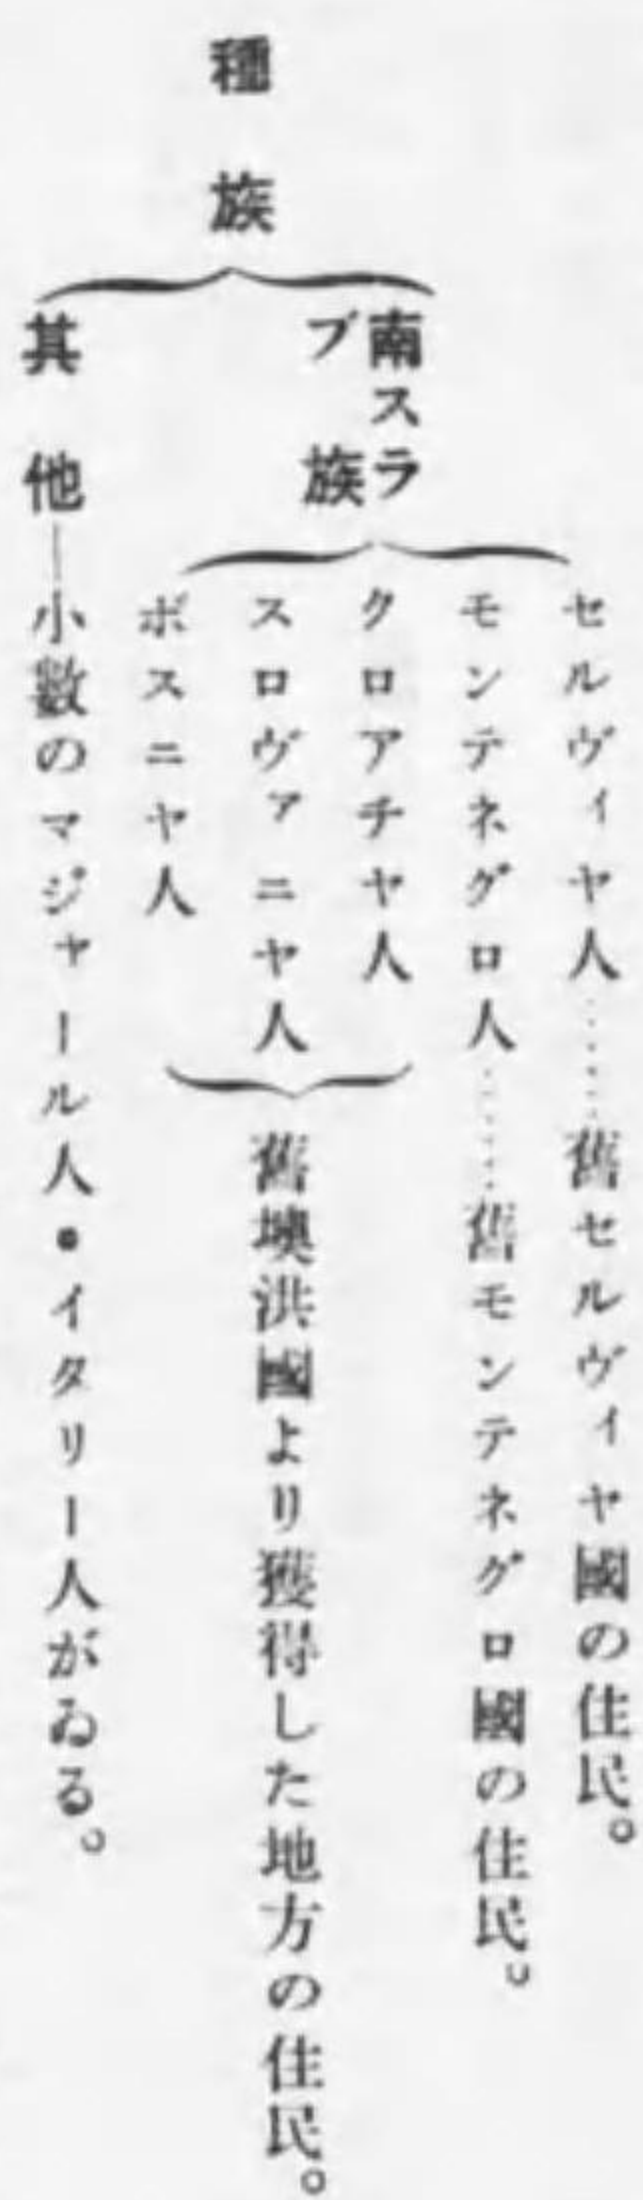 種族
南スラ
ブ族
セルヴィヤ人……舊セルヴィヤ國の住民。
モンテネグロ人……舊モンテネグロ國の住民。
クロアチヤ人
スロヴァニヤ人
ボスニヤ人
舊墺洪國より獲得した地方の住民。
其他―小數のマジャール人・イタリー人がゐる。